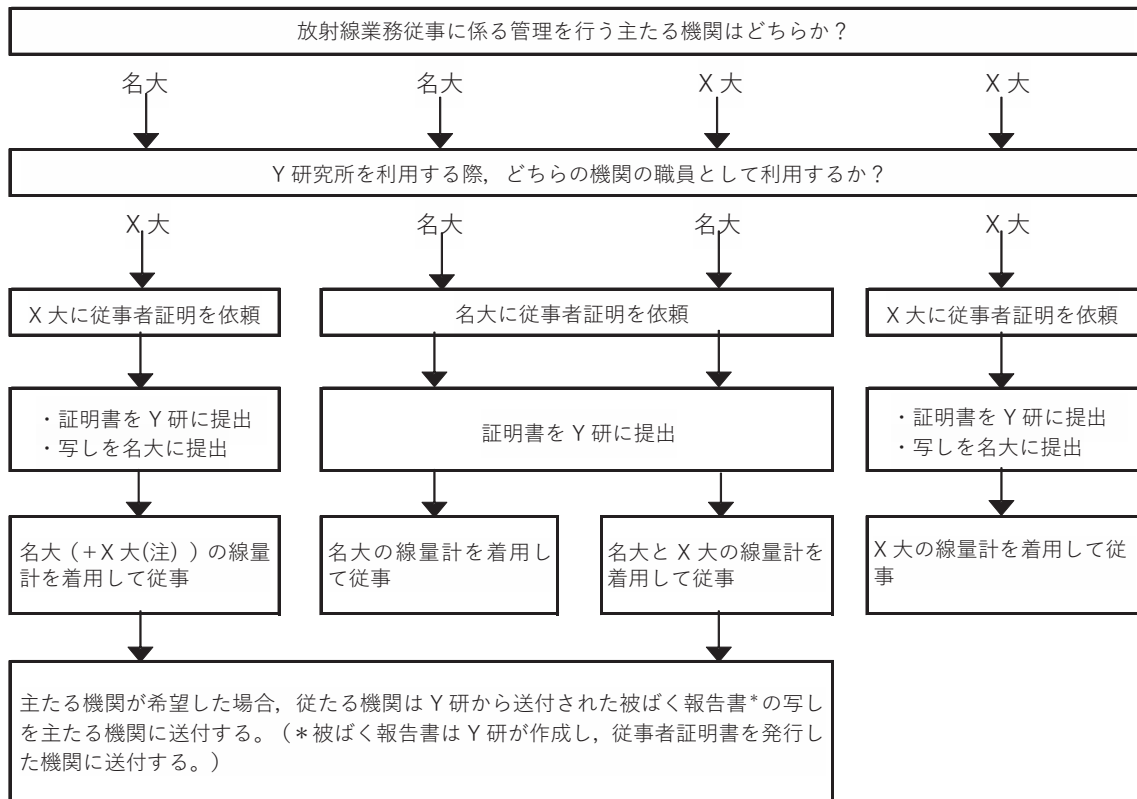 放射線業務従事に係る管理を行う主たる機関はどちらか？
名大
名大
X 大
X 大
Y 研究所を利用する際，どちらの機関の職員として利用するか？
X 大
名大
名大
X 大
X 大に従事者証明を依頼
名大に従事者証明を依頼
X 大に従事者証明を依頼
・証明書を Y 研に提出
・写しを名大に提出
証明書を Y 研に提出
・証明書を Y 研に提出
・写しを名大に提出
名大（+X 大(注)）の線量
計を着用して従事
名大の線量計を着用し
て従事
名大と X 大の線量計を
着用して従事
X 大の線量計を着用して従
事
主たる機関が希望した場合，従たる機関は Y 研から送付された被ばく報告書*の写し
を主たる機関に送付する。（＊被ばく報告書は Y 研が作成し，従事者証明書を発行し
た機関に送付する。）